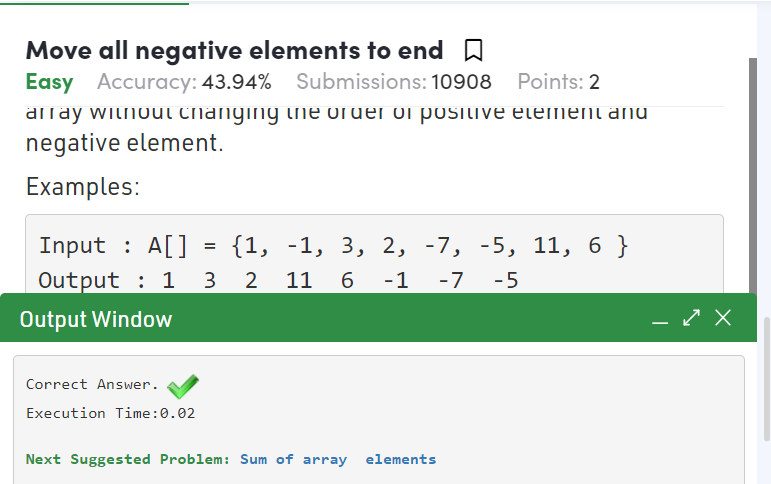 Move all negative elements to end
Easy Accuracy: 43.94% Submissions: 10908 Points: 2
array without changing the order of positive element and
negative element.
Examples:
Input : A[] = {1, -1, 3, 2, -7, -5, 11, 6 }
Output : 1 3 2 11 6 -1 -7 -5
Output Window
Correct Answer.
Execution Time:0.02
Next Suggested Problem: Sum of array elements